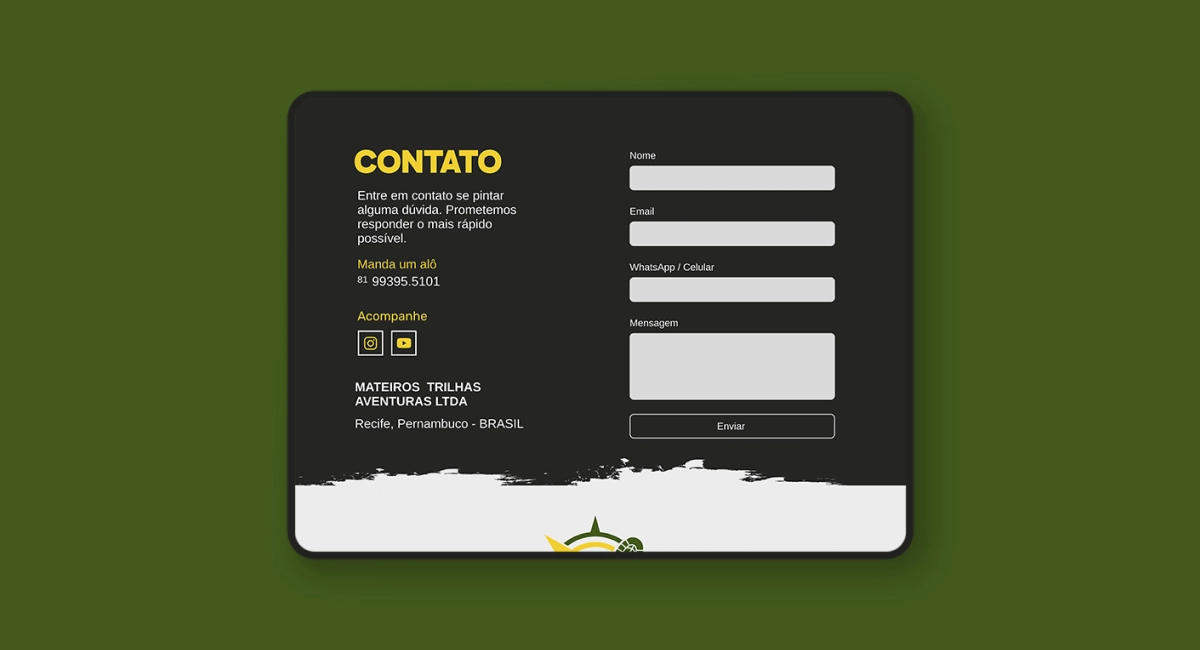 CONTATO
Entre em contato se pintar
alguma dúvida. Prometemos
responder o mais rápido
possível.
Manda um alô
81 99395.5101
Acompanhe
MATEIROS TRILHAS
AVENTURAS LTDA
Recife, Pernambuco - BRASIL
Nome
Email
WhatsApp / Celular
Mensagem
Enviar